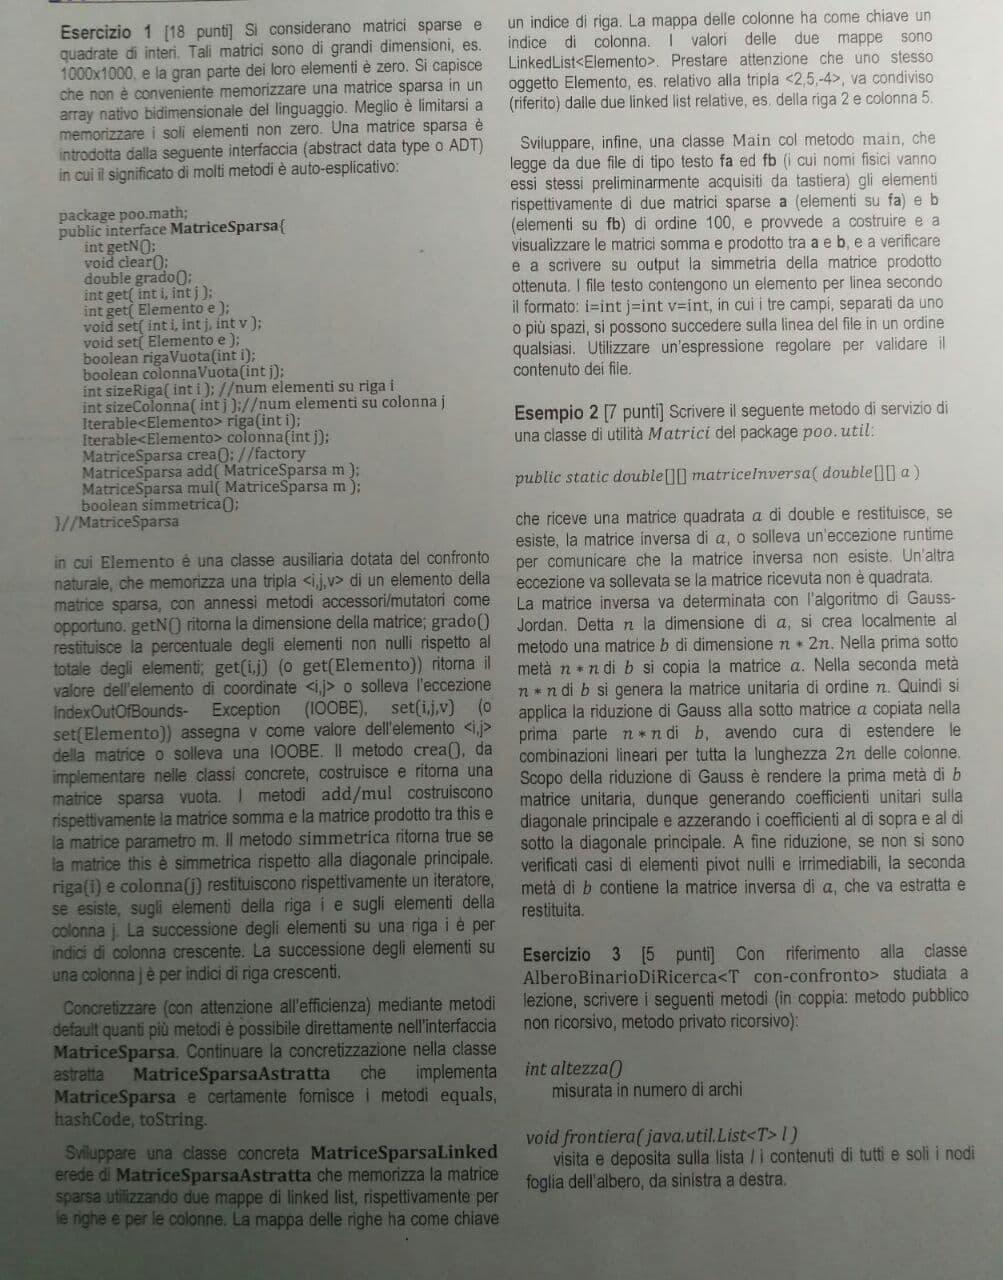 Esercizio 1 [18 punti] Si considerano matrici sparse e
quadrate di interi. Tali matrici sono di grandi dimensioni, es.
1000x1000, e la gran parte dei loro elementi è zero. Si capisce
che non è conveniente memorizzare una matrice sparsa in un
array nativo bidimensionale del linguaggio. Meglio è limitarsi a
memorizzare i soli elementi non zero. Una matrice sparsa è
introdotta dalla seguente interfaccia (abstract data type o ADT)
in cui il significato di molti metodi è auto-esplicativo:
package poo.math;
public interface MatriceSparsa{
int getN();
void clear();
double grado();
int get( int i, int j );
int get( Elemento e );
void set( int i, int j, int v );
void set( Elemento e );
boolean rigaVuota(int i);
boolean colonnaVuota(int j);
int sizeRiga( int i ); //num elementi su riga i
int sizeColonna( int j );//num elementi su colonna j
Iterable<Elemento> riga(int i);
Iterable<Elemento> colonna(int j);
MatriceSparsa crea(); //factory
MatriceSparsa add( MatriceSparsa m );
MatriceSparsa mul( MatriceSparsa m );
boolean simmetrica();
}//MatriceSparsa
in cui Elemento è una classe ausiliaria dotata del confronto
naturale, che memorizza una tripla <i,j,v> di un elemento della
matrice sparsa, con annessi metodi accessori/mutatori come
opportuno. getN() ritorna la dimensione della matrice; grado()
restituisce la percentuale degli elementi non nulli rispetto al
totale degli elementi; get(i,j) (o get(Elemento)) ritorna il
valore dell'elemento di coordinate <i,j> o solleva l'eccezione
IndexOutOfBounds- Exception (IOOBE), set(i,j,v) (o
set(Elemento)) assegna v come valore dell'elemento <i,j>
della matrice o solleva una IOOBE. Il metodo crea(), da
implementare nelle classi concrete, costruisce e ritorna una
matrice sparsa vuota. I metodi add/mul costruiscono
rispettivamente la matrice somma e la matrice prodotto tra this e
la matrice parametro m. Il metodo simmetrica ritorna true se
la matrice this è simmetrica rispetto alla diagonale principale.
riga(i) e colonna(j) restituiscono rispettivamente un iteratore,
se esiste, sugli elementi della riga i e sugli elementi della
colonna j. La successione degli elementi su una riga i è per
indici di colonna crescente. La successione degli elementi su
una colonna j è per indici di riga crescenti.
Concretizzare (con attenzione all'efficienza) mediante metodi
default quanti più metodi è possibile direttamente nell'interfaccia
MatriceSparsa. Continuare la concretizzazione nella classe
astratta MatriceSparsaAstratta che implementa
MatriceSparsa e certamente fornisce i metodi equals,
hashCode, toString.
Sviluppare una classe concreta MatriceSparsaLinked
erede di MatriceSparsaAstratta che memorizza la matrice
sparsa utilizzando due mappe di linked list, rispettivamente per
le righe e per le colonne. La mappa delle righe ha come chiave
un indice di riga. La mappa delle colonne ha come chiave un
indice di colonna. I valori delle due mappe sono
LinkedList<Elemento>. Prestare attenzione che uno stesso
oggetto Elemento, es. relativo alla tripla <2,5,-4>, va condiviso
(riferito) dalle due linked list relative, es. della riga 2 e colonna 5.
Sviluppare, infine, una classe Main col metodo main, che
legge da due file di tipo testo fa ed fb (i cui nomi fisici vanno
essi stessi preliminarmente acquisiti da tastiera) gli elementi
rispettivamente di due matrici sparse a (elementi su fa) e b
(elementi su fb) di ordine 100, e provvede a costruire e a
visualizzare le matrici somma e prodotto tra a e b, e a verificare
e a scrivere su output la simmetria della matrice prodotto
ottenuta. I file testo contengono un elemento per linea secondo
il formato: i=int j=int v=int, in cui i tre campi, separati da uno
o più spazi, si possono succedere sulla linea del file in un ordine
qualsiasi. Utilizzare un'espressione regolare per validare il
contenuto dei file.
Esempio 2 [7 punti] Scrivere il seguente metodo di servizio di
una classe di utilità Matrici del package poo.util:
public static double[][] matriceInversa( double[][] a )
che riceve una matrice quadrata a di double e restituisce, se
esiste, la matrice inversa di a, o solleva un'eccezione runtime
per comunicare che la matrice inversa non esiste. Un'altra
eccezione va sollevata se la matrice ricevuta non è quadrata.
La matrice inversa va determinata con l'algoritmo di Gauss-
Jordan. Detta n la dimensione di a, si crea localmente al
metodo una matrice b di dimensione n * 2n. Nella prima sotto
metà n * n di b si copia la matrice a. Nella seconda metà
n * n di b si genera la matrice unitaria di ordine n. Quindi si
applica la riduzione di Gauss alla sotto matrice a copiata nella
prima parte n * n di b, avendo cura di estendere le
combinazioni lineari per tutta la lunghezza 2n delle colonne.
Scopo della riduzione di Gauss è rendere la prima metà di b
matrice unitaria, dunque generando coefficienti unitari sulla
diagonale principale e azzerando i coefficienti al di sopra e al di
sotto la diagonale principale. A fine riduzione, se non si sono
verificati casi di elementi pivot nulli e irrimediabili, la seconda
metà di b contiene la matrice inversa di a, che va estratta e
restituita.
Esercizio 3 [5 punti] Con riferimento alla classe
AlberoBinarioDiRicerca<T con-confronto> studiata a
lezione, scrivere i seguenti metodi (in coppia: metodo pubblico
non ricorsivo, metodo privato ricorsivo):
int altezza()
misurata in numero di archi
void frontiera( java.util.List<T> l )
visita e deposita sulla lista l i contenuti di tutti e soli i nodi
foglia dell'albero, da sinistra a destra.